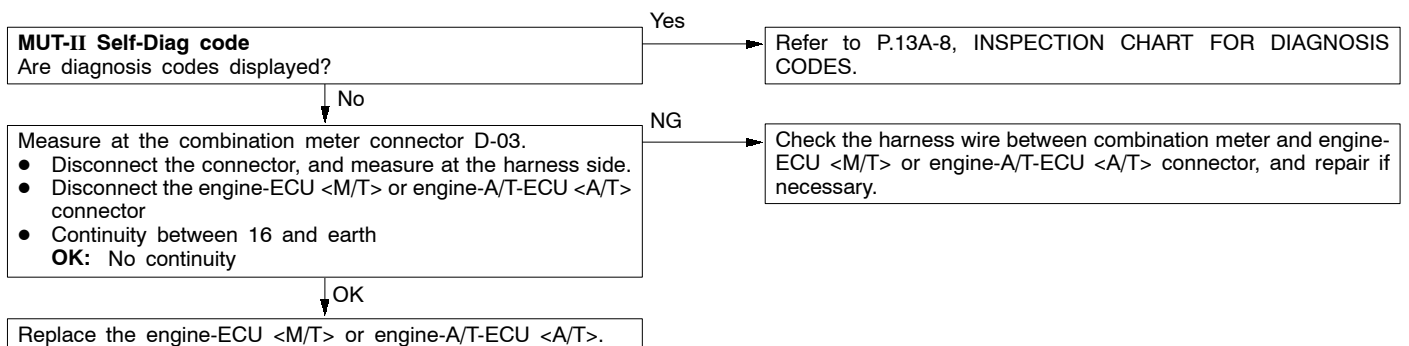 MUT-II Self-Diag code
Are diagnosis codes displayed?
Yes
Refer to P.13A-8, INSPECTION CHART FOR DIAGNOSIS
CODES.
No
Measure at the combination meter connector D-03.
● Disconnect the connector, and measure at the harness side.
● Disconnect the engine-ECU <M/T> or engine-A/T-ECU <A/T>
connector
● Continuity between 16 and earth
OK: No continuity
NG
Check the harness wire between combination meter and engine-
ECU <M/T> or engine-A/T-ECU <A/T> connector, and repair if
necessary.
OK
Replace the engine-ECU <M/T> or engine-A/T-ECU <A/T>.